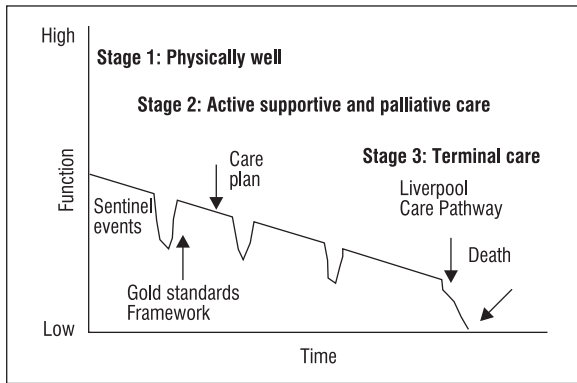 High
Stage 1: Physically well
Stage 2: Active supportive and palliative care
Care
plan
Stage 3: Terminal care
Liverpool
Care Pathway
Function
Sentinel
events
Death
Gold standards
Framework
Low
Time